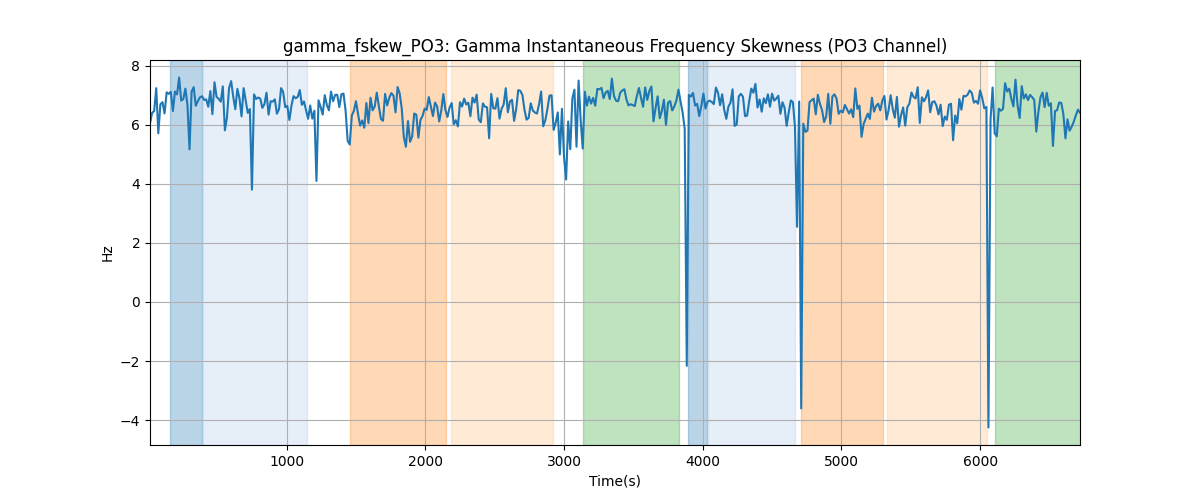 gamma_fskew_PO3: Gamma Instantaneous Frequency Skewness (PO3 Channel)
8
6
4
2
0
−2
−4
Hz
1000 2000 3000 4000 5000 6000
Time(s)